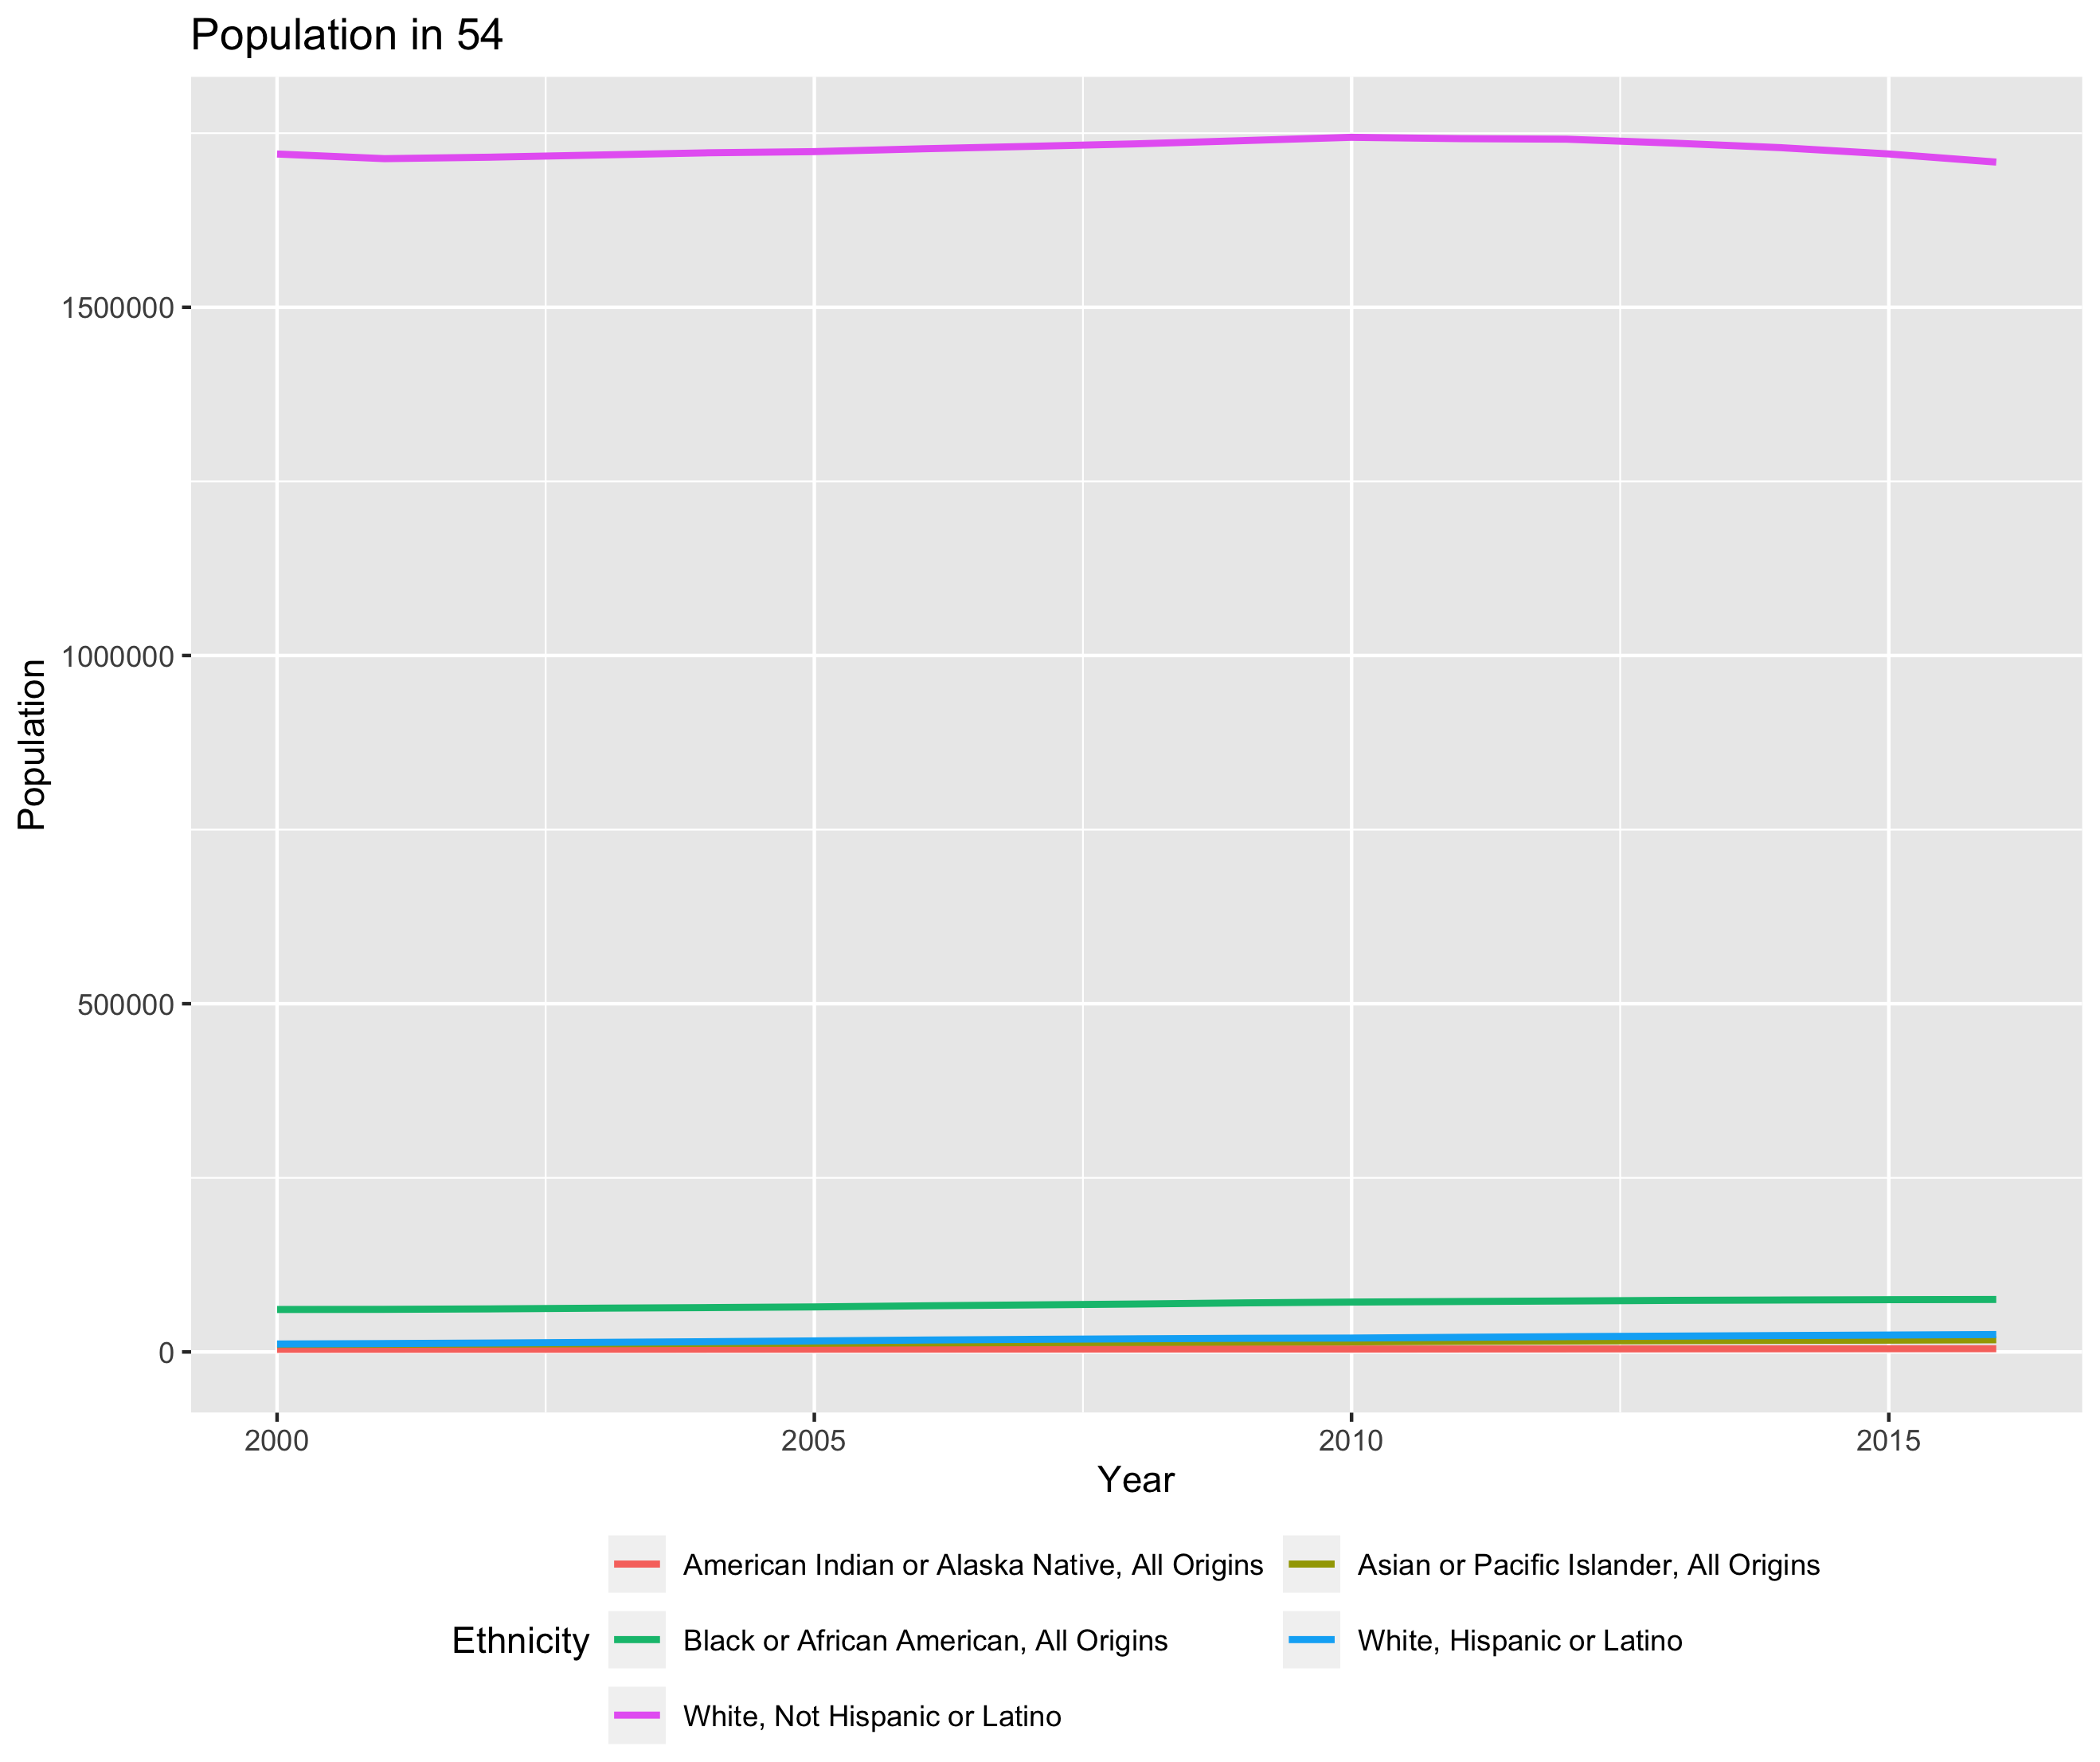 Population in 54
Population
1500000
1000000
500000
0
2000 2005 2010 2015
Year
Ethnicity
American Indian or Alaska Native, All Origins
Asian or Pacific Islander, All Origins
Black or African American, All Origins
White, Hispanic or Latino
White, Not Hispanic or Latino